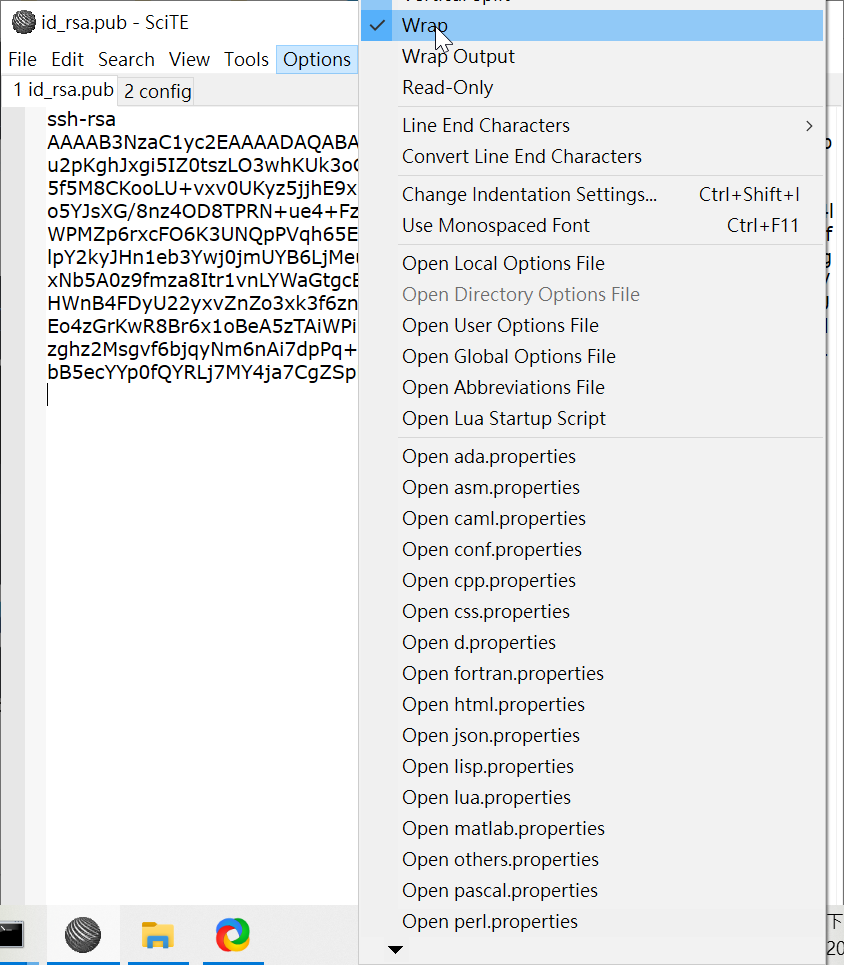 id_rsa.pub - SciTE
File Edit Search View Tools Options
1 id_rsa.pub 2 config
ssh-rsa
AAAAB3NzaC1yc2EAAAADAQABA
u2pKghJxgi5IZ0tszLO3whKUk3o
5f5M8CKooLU+vxv0UKyz5jjhE9x
o5YJsXG/8nz4OD8TPRN+ue4+Fz
WPMZp6rxcFO6K3UNQpPVqh65E
lpY2kyJHn1eb3Ywj0jmUYB6LjMe
xNb5A0z9fmza8Itr1vnLYWaGtgc
HWnB4FDyU22yxvZnZo3xk3f6zn
Eo4zGrKwR8Br6x1oBeA5zTAiWPi
zghz2Msgvf6bjqyNm6nAi7dpPq+
bB5ecYYp0fQYRLj7MY4ja7CgZSp
Wrap
Wrap Output
Read-Only
Line End Characters
Convert Line End Characters
Change Indentation Settings... Ctrl+Shift+I
Use Monospaced Font Ctrl+F11
Open Local Options File
Open Directory Options File
Open User Options File
Open Global Options File
Open Abbreviations File
Open Lua Startup Script
Open ada.properties
Open asm.properties
Open caml.properties
Open conf.properties
Open cpp.properties
Open css.properties
Open d.properties
Open fortran.properties
Open html.properties
Open json.properties
Open lisp.properties
Open lua.properties
Open matlab.properties
Open others.properties
Open pascal.properties
Open perl.properties
下
20